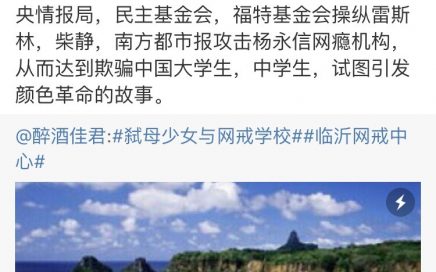 央情报局，民主基金会，福特基金会操纵雷斯
林，柴静，南方都市报攻击杨永信网瘾机构，
从而达到欺骗中国大学生，中学生，试图引发
颜色革命的故事。
@醉酒佳君:#弑母少女与网戒学校##临沂网戒中
心#